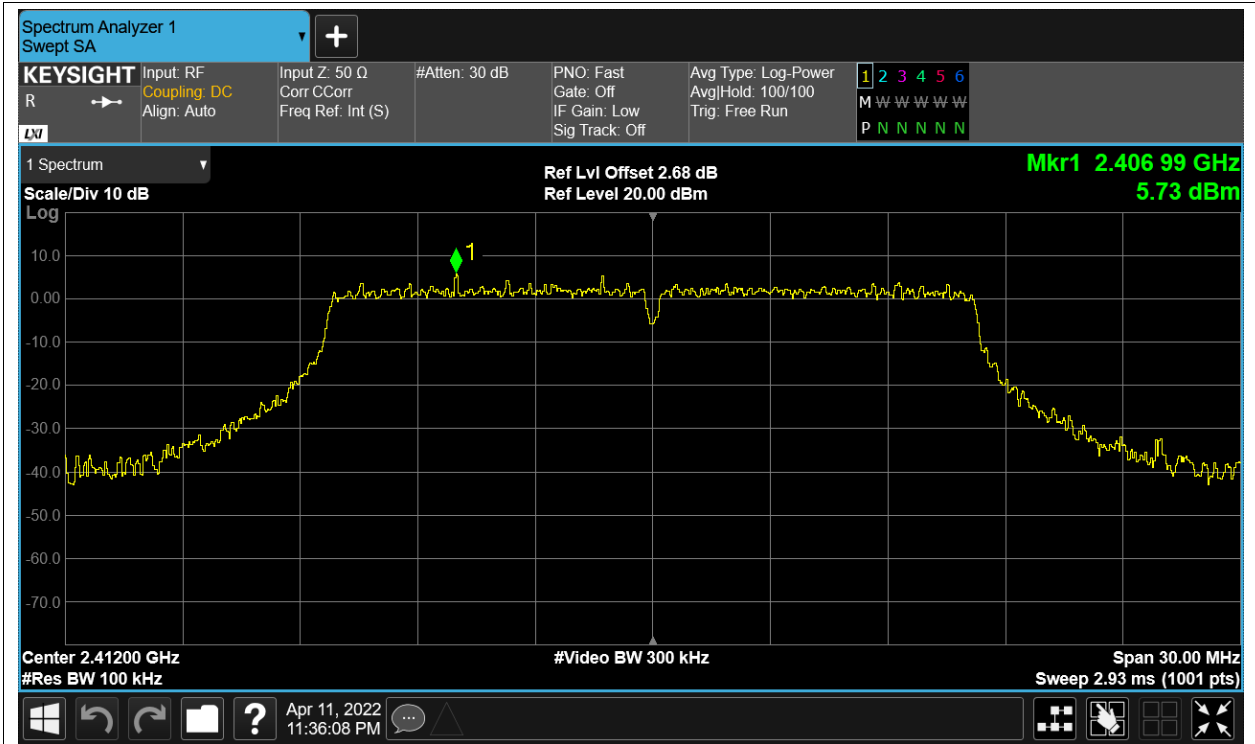 Spectrum Analyzer 1
Swept SA
+
KEYSIGHT
R
LXI
Input: RF
Coupling: DC
Align: Auto
Input Z: 50 Ω
Corr CCorr
Freq Ref: Int (S)
#Atten: 30 dB
PNO: Fast
Gate: Off
IF Gain: Low
Sig Track: Off
Avg Type: Log-Power
Avg|Hold: 100/100
Trig: Free Run
1 2 3 4 5 6
M W W W W W
P N N N N N
1 Spectrum
Scale/Div 10 dB
Log
Ref Lvl Offset 2.68 dB
Ref Level 20.00 dBm
Mkr1 2.406 99 GHz
5.73 dBm
1
10.0
0.00
-10.0
-20.0
-30.0
-40.0
-50.0
-60.0
-70.0
Center 2.41200 GHz
#Res BW 100 kHz
#Video BW 300 kHz
Span 30.00 MHz
Sweep 2.93 ms (1001 pts)
?
Apr 11, 2022
11:36:08 PM